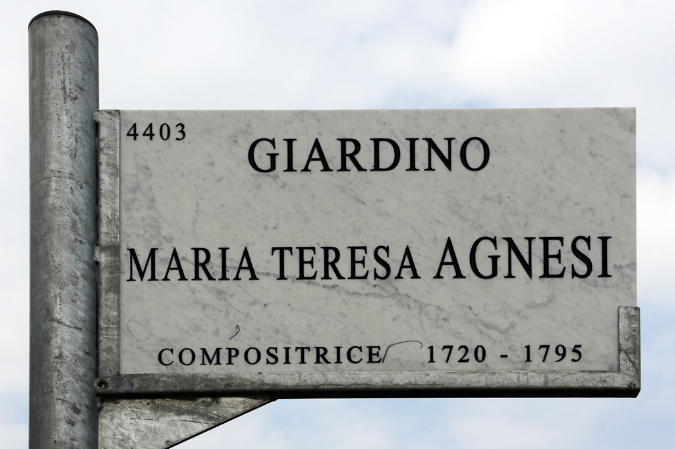 4403
GIARDINO
MARIA TERESA AGNESI
COMPOSITRICE 1720 - 1795